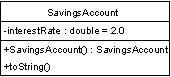 SavingsAccount
-interestRate : double = 2.0
+SavingsAccount() : SavingsAccount
+toString()